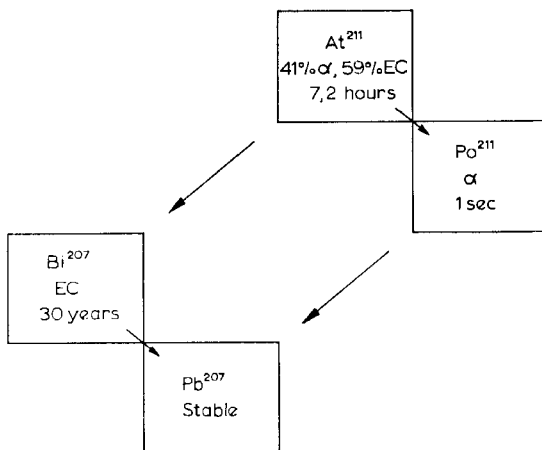 At²¹¹
41%α, 59%EC
7,2 hours
Po²¹¹
α
1 sec
Bi²⁰⁷
EC
30 years
Pb²⁰⁷
Stable